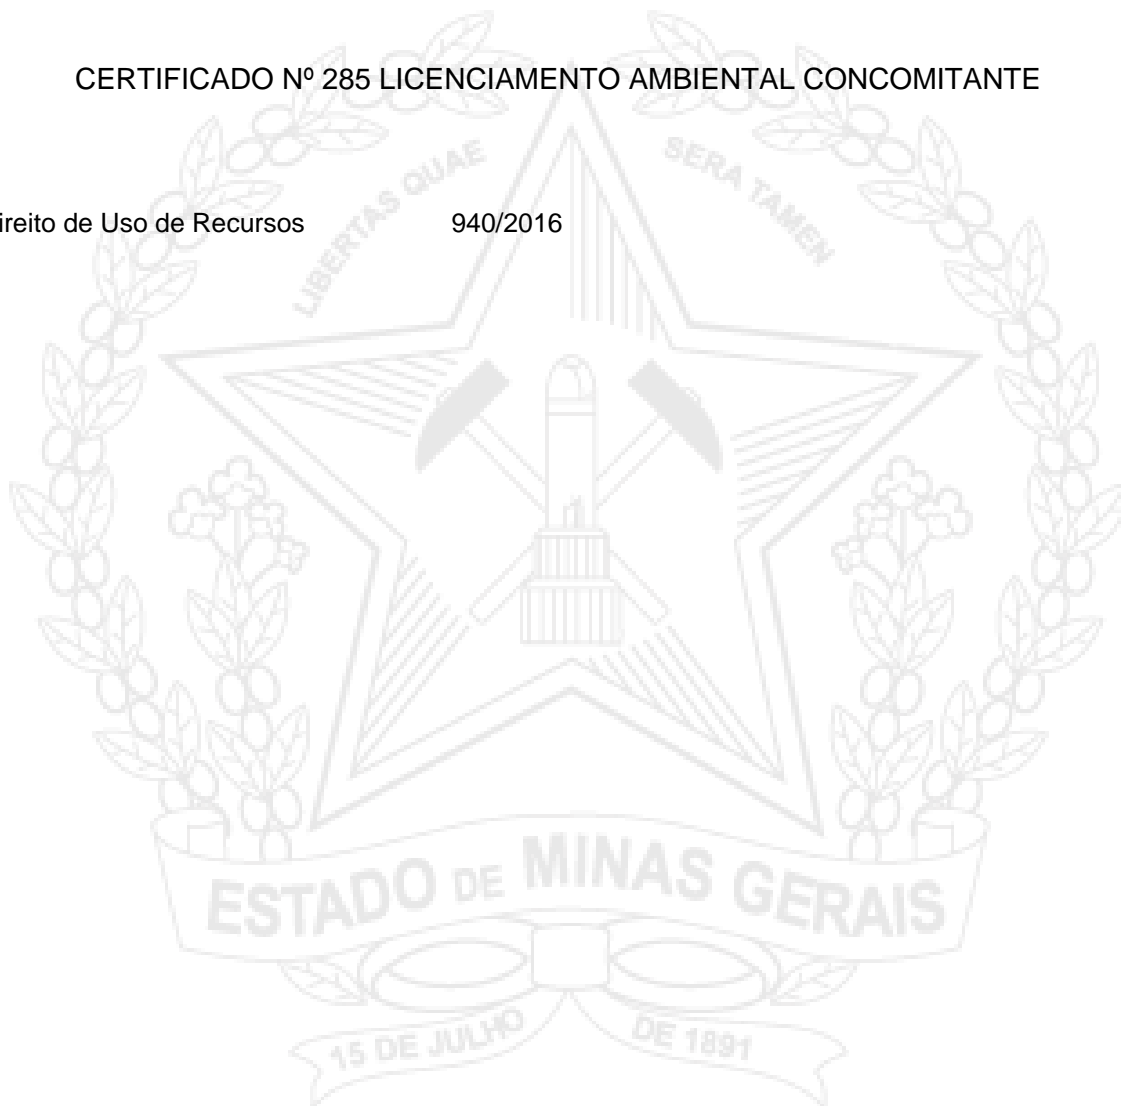 CERTIFICADO Nº 285 LICENCIAMENTO AMBIENTAL CONCOMITANTE
LIBERTAS QUAE SERA TAMEN
ireito de Uso de Recursos 940/2016
ESTADO DE MINAS GERAIS
15 DE JULHO DE 1891